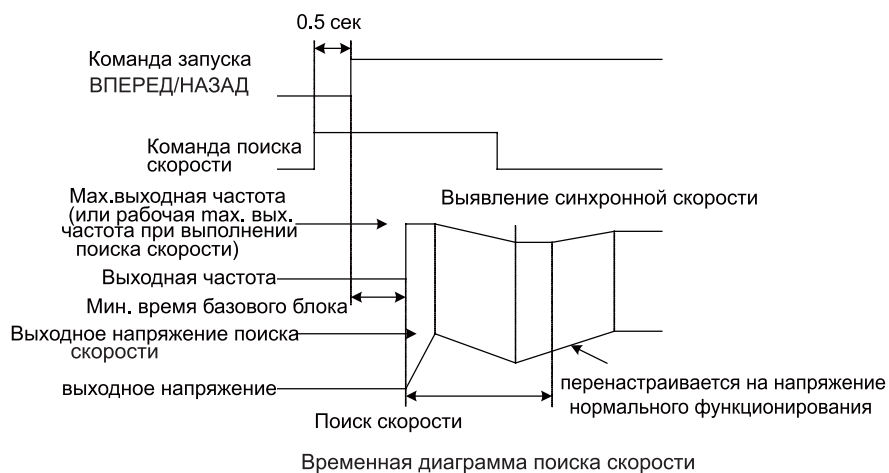 0.5 сек
Команда запуска
ВПЕРЕД/НАЗАД
Команда поиска
скорости
Выявление синхронной скорости
Max.выходная частота
(или рабочая max. вых.
частота при выполнении
поиска скорости)
Выходная частота
Мин. время базового блока
Выходное напряжение поиска
скорости
выходное напряжение
перенастраивается на напряжение
нормального функционирования
Поиск скорости
Временная диаграмма поиска скорости